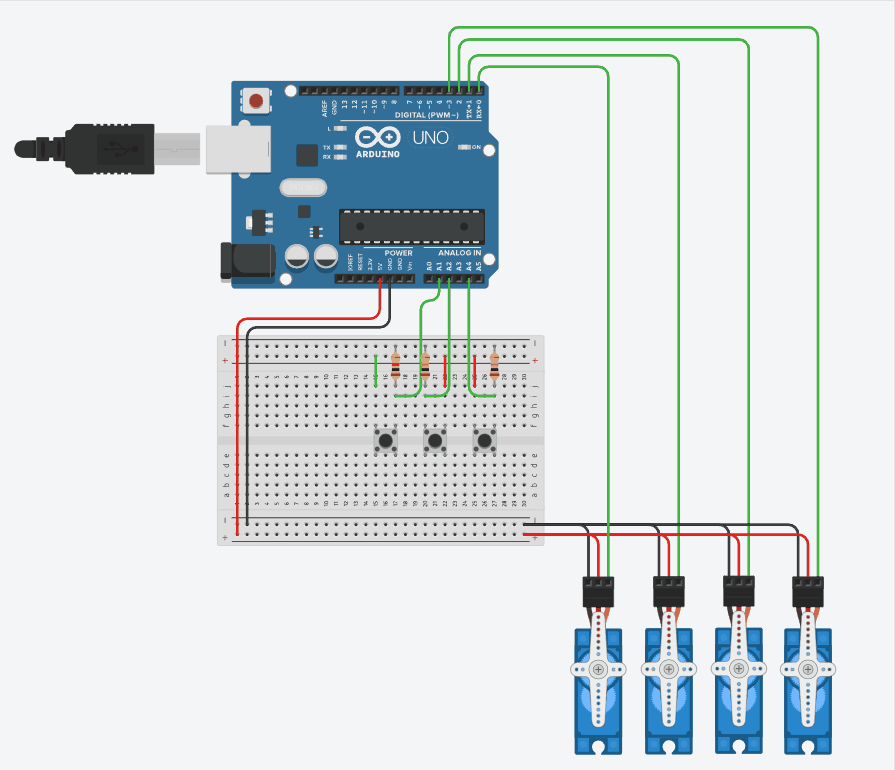 AREF
GND
13
12
~11
~10
~9
8
7
~6
~5
4
~3
2
TX→1
RX←0
DIGITAL (PWM~)
L
TX
RX
ARDUINO
UNO
ON
POWER
ANALOG IN
IOREF
RESET
3.3V
5V
GND
GND
Vin
A0
A1
A2
A3
A4
A5
j
i
h
g
f
e
d
c
b
a